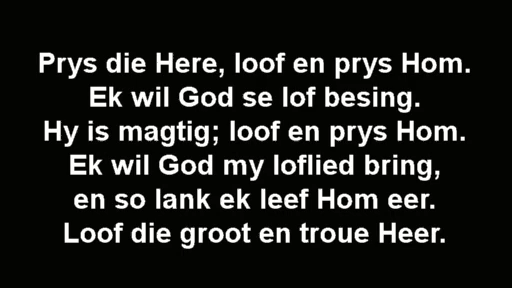 Prys die Here, loof en prys Hom.
Ek wil God se lof besing.
Hy is magtig; loof en prys Hom.
Ek wil God my loflied bring,
en so lank ek leef Hom eer.
Loof die groot en troue Heer.